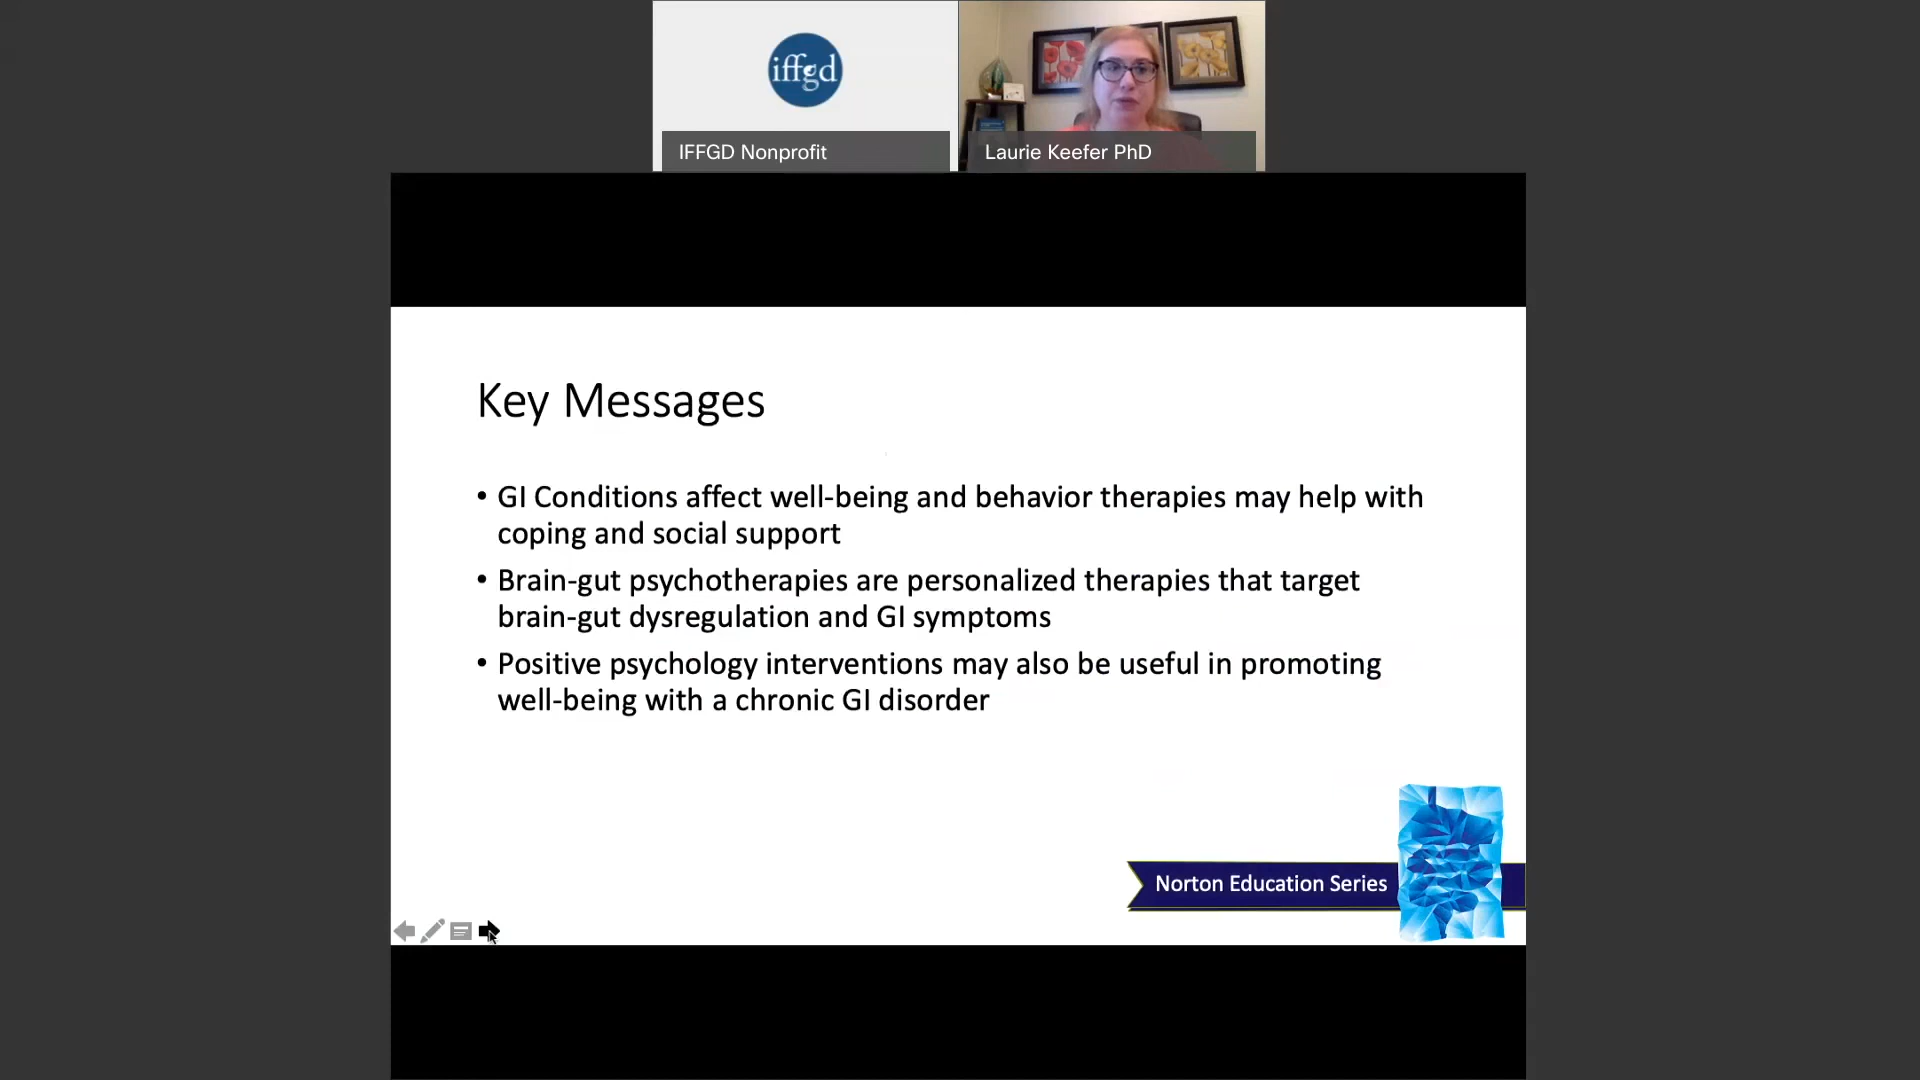 iffgd
IFFGD Nonprofit
Laurie Keefer PhD
Key Messages
• GI Conditions affect well-being and behavior therapies may help with
coping and social support
• Brain-gut psychotherapies are personalized therapies that target
brain-gut dysregulation and GI symptoms
• Positive psychology interventions may also be useful in promoting
well-being with a chronic GI disorder
Norton Education Series